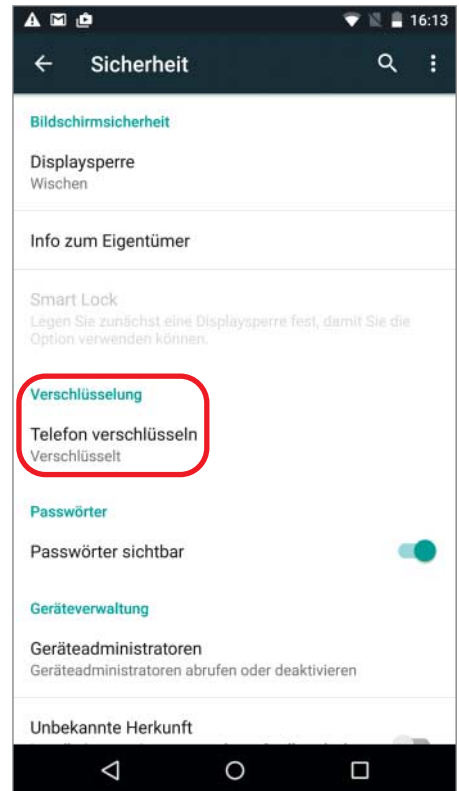 16:13
Sicherheit
Bildschirmsicherheit
Displaysperre
Wischen
Info zum Eigentümer
Smart Lock
Legen Sie zunächst eine Displaysperre fest, damit Sie die
Option verwenden können.
Verschlüsselung
Telefon verschlüsseln
Verschlüsselt
Passwörter
Passwörter sichtbar
Geräteverwaltung
Geräteadministratoren
Geräteadministratoren abrufen oder deaktivieren
Unbekannte Herkunft